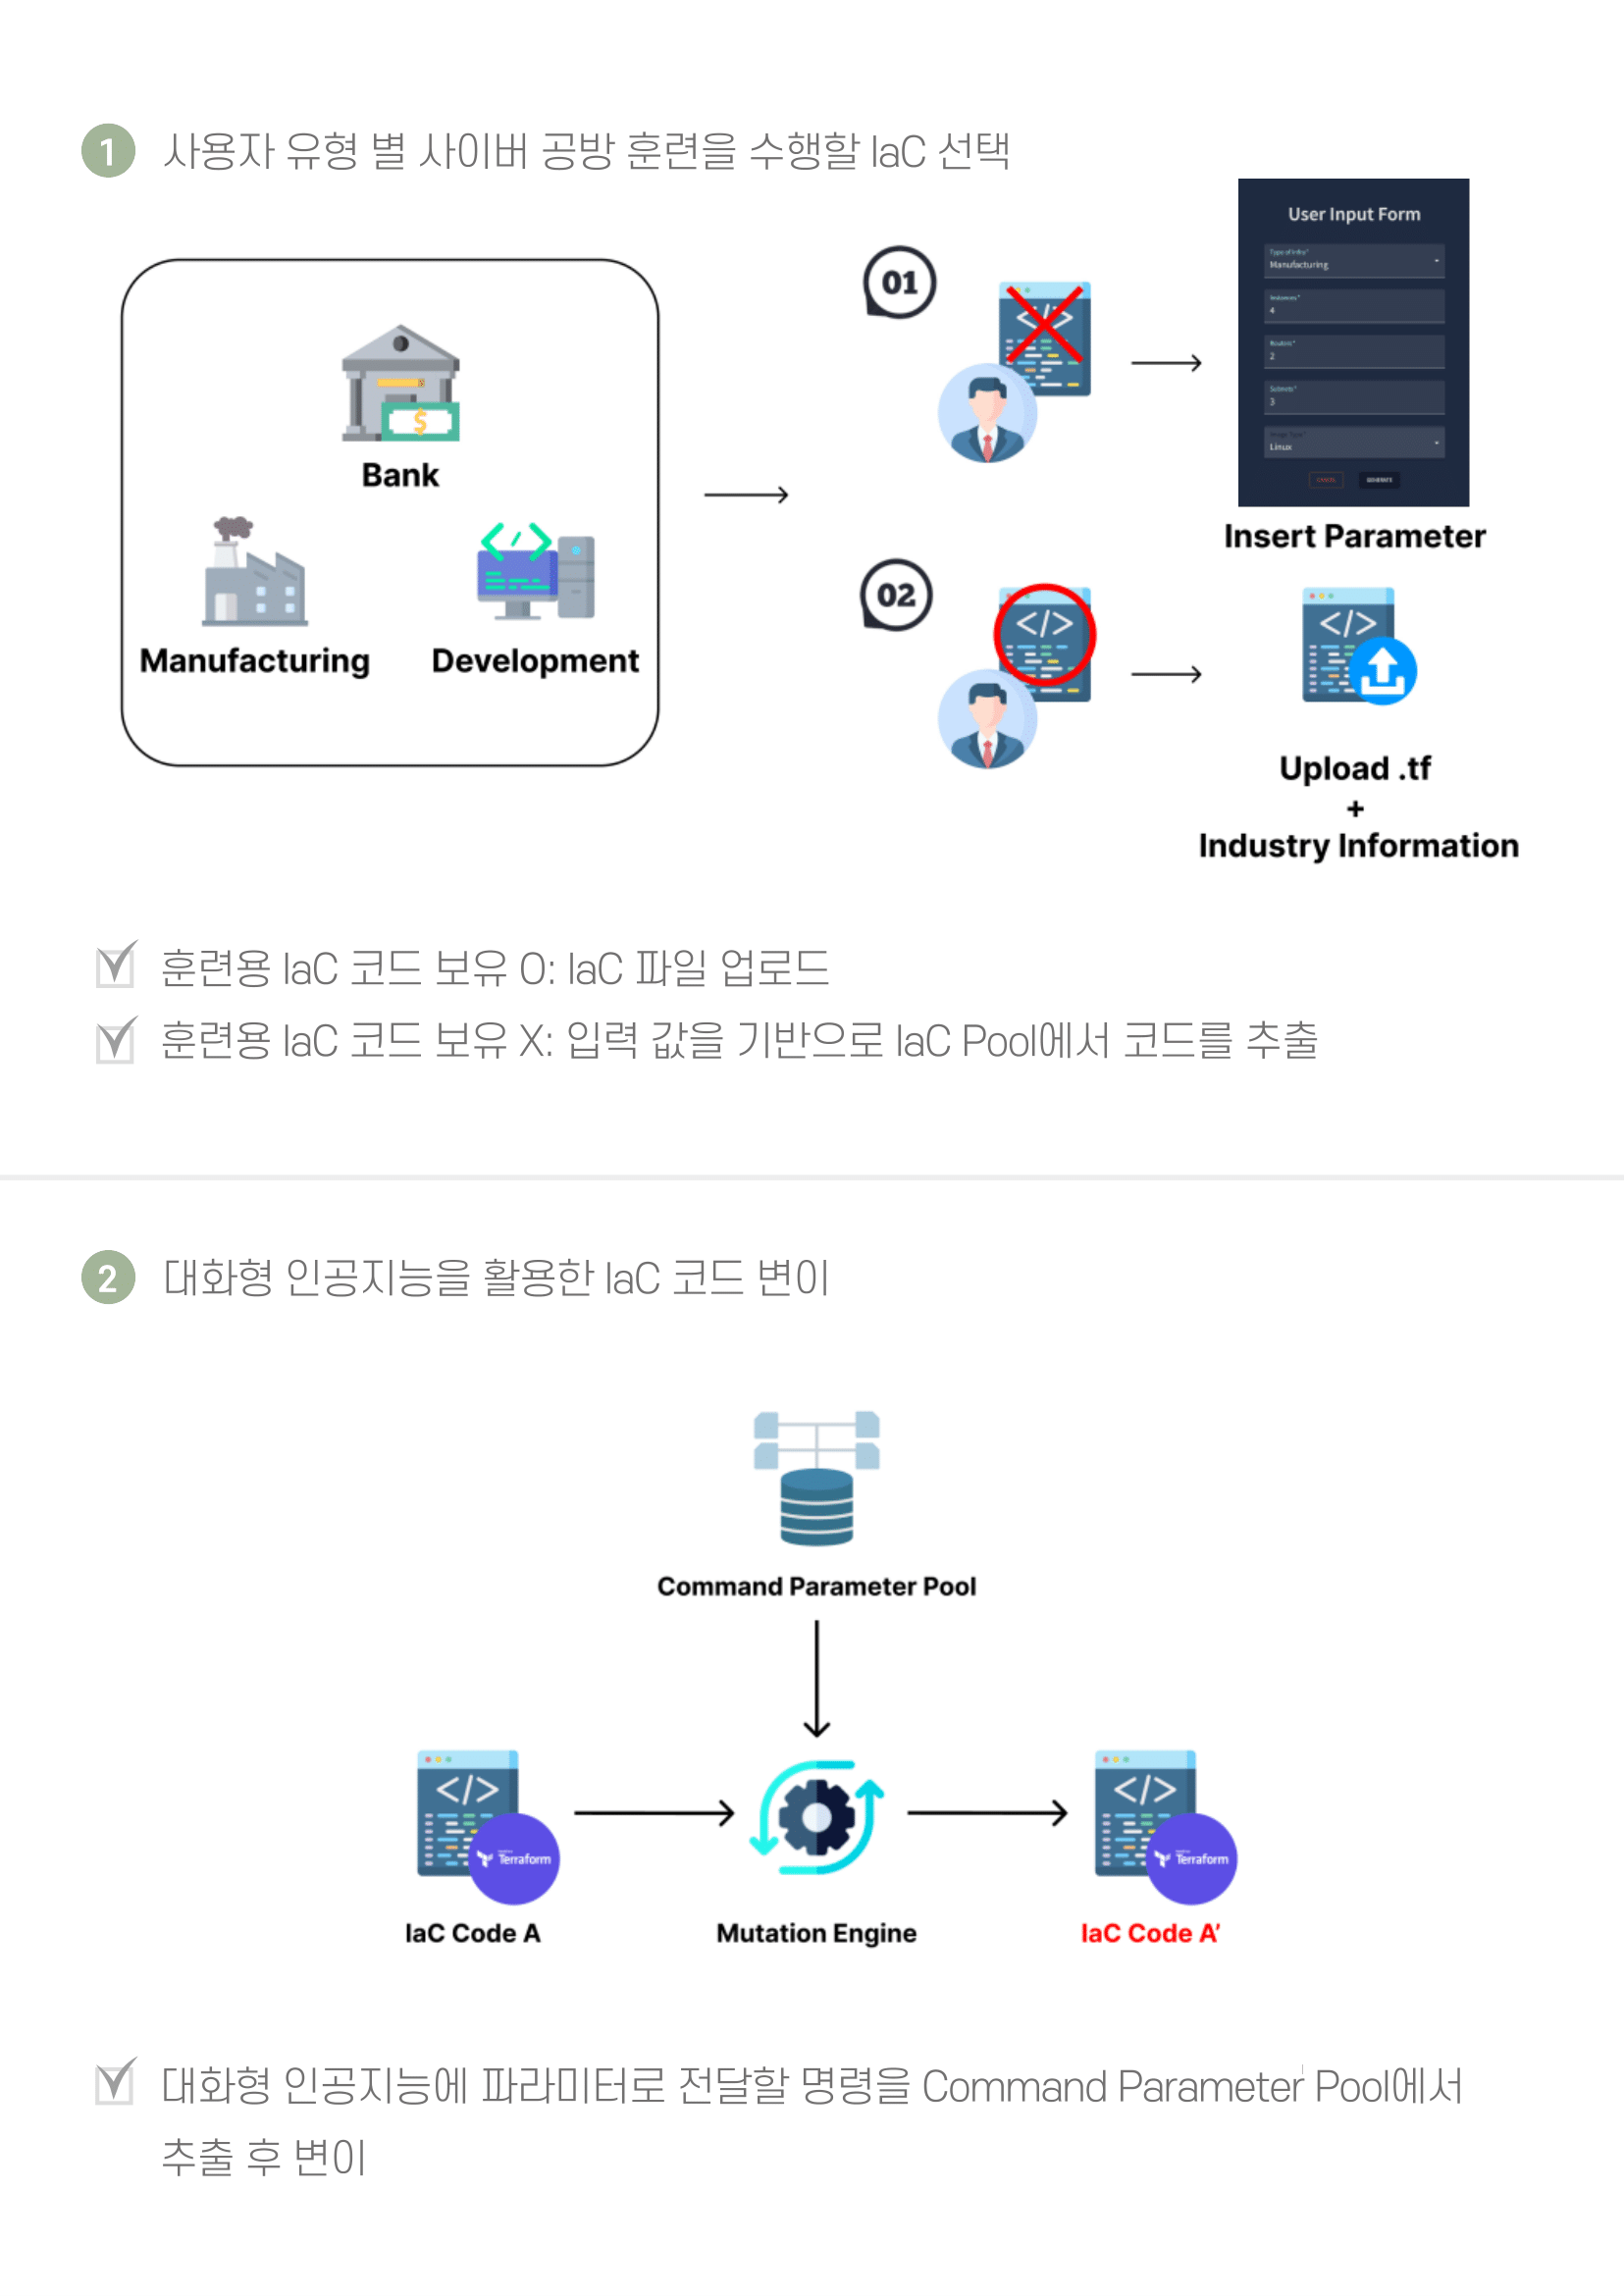 1 사용자 유형 별 사이버 공방 훈련을 수행할 IaC 선택
Bank
Manufacturing
Development
01
</>
User Input Form
Type of Infra *
Manufacturing
Instances *
4
Routers *
2
Subnets *
3
Image Type *
Linux
CANCEL
GENERATE
Insert Parameter
02
</>
</>
Upload .tf
+
Industry Information
훈련용 IaC 코드 보유 O: IaC 파일 업로드
훈련용 IaC 코드 보유 X: 입력 값을 기반으로 IaC Pool에서 코드를 추출
2 대화형 인공지능을 활용한 IaC 코드 변이
Command Parameter Pool
</>
Terraform
IaC Code A
Mutation Engine
</>
Terraform
IaC Code A'
대화형 인공지능에 파라미터로 전달할 명령을 Command Parameter Pool에서
추출 후 변이